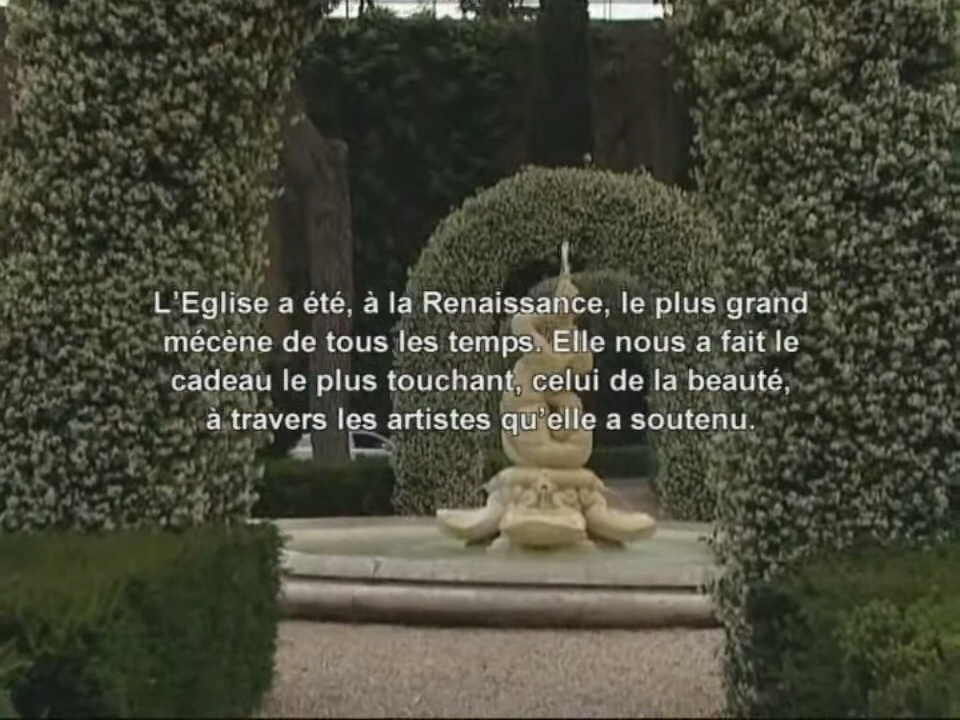 L'Eglise a été, à la Renaissance, le plus grand
mécène de tous les temps. Elle nous a fait le
cadeau le plus touchant, celui de la beauté,
à travers les artistes qu'elle a soutenu.